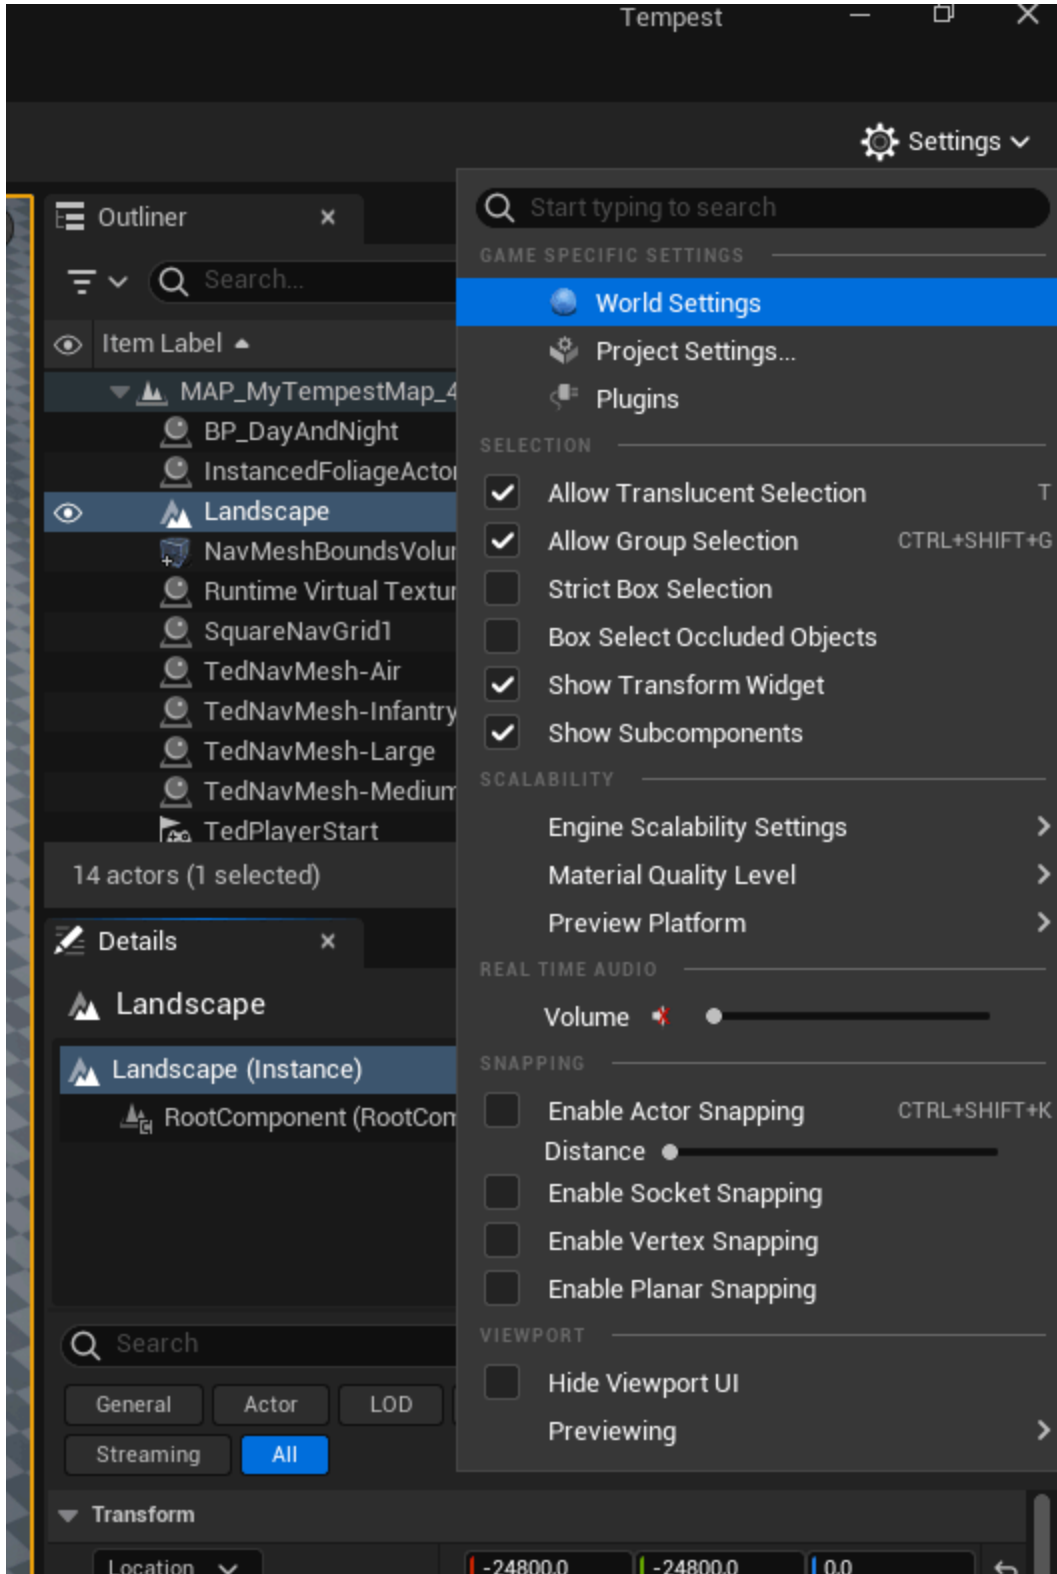 Tempest
Settings
Outliner
Start typing to search
GAME SPECIFIC SETTINGS
Search...
World Settings
Item Label
Project Settings...
MAP_MyTempestMap_4
Plugins
BP_DayAndNight
SELECTION
InstancedFoliageActor
Allow Translucent Selection T
Landscape
Allow Group Selection CTRL+SHIFT+G
NavMeshBoundsVolu
Strict Box Selection
Runtime Virtual Textur
SquareNavGrid1
Box Select Occluded Objects
TedNavMesh-Air
Show Transform Widget
TedNavMesh-Infantry
Show Subcomponents
TedNavMesh-Large
SCALABILITY
TedNavMesh-Medium
TedPlayerStart
Engine Scalability Settings
14 actors (1 selected)
Material Quality Level
Details
Preview Platform
REAL TIME AUDIO
Landscape
Volume
Landscape (Instance)
SNAPPING
RootComponent (RootCom
Enable Actor Snapping CTRL+SHIFT+K
Distance
Enable Socket Snapping
Enable Vertex Snapping
Enable Planar Snapping
Search
VIEWPORT
Hide Viewport UI
General Actor LOD
Previewing
Streaming All
Transform
Location -24800.0 -24800.0 0.0